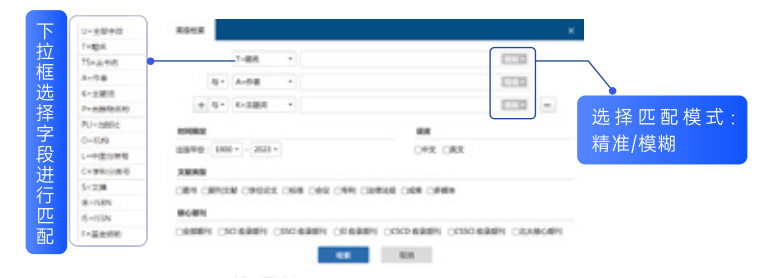 下拉框选择字段进行匹配
U=全部字段
T=题名
TS=丛书名
A=作者
K=主题词
P=出版物名称
PU=出版社
O=机构
L=中图分类号
C=学科分类号
S=文摘
IS=ISSN
F=基金资助
高级检索
T=题名
与 A=作者
与 K=主题词
选择匹配模式:
精准/模糊
时间限定
出版年份: 1900 - 2023
语言
中文 英文
文献类型
图书 期刊文献 学位论文 标准 会议 专利 法律法规 成果 多媒体
核心期刊
全部期刊 SCI 收录期刊 SSCI 收录期刊 EI 收录期刊 CSCD 收录期刊 CSSCI 收录期刊 北大核心期刊
检索 取消